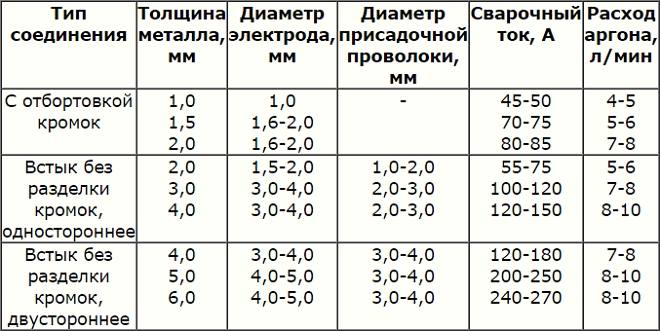 Тип Толщина Диаметр Диаметр Сварочный Расход
соединения металла, электрода, присадочной ток, А аргона,
мм мм проволоки, л/мин
мм
С отбортовкой 1,0 1,0 - 45-50 4-5
кромок 1,5 1,6-2,0 70-75 5-6
2,0 1,6-2,0 80-85 7-8
Встык без 2,0 1,5-2,0 1,0-2,0 55-75 5-6
разделки 3,0 3,0-4,0 2,0-3,0 100-120 7-8
кромок, 4,0 3,0-4,0 2,0-3,0 120-150 8-10
одностороннее
Встык без 4,0 3,0-4,0 3,0-4,0 120-180 7-8
разделки 5,0 4,0-5,0 3,0-4,0 200-250 8-10
кромок, 6,0 4,0-5,0 3,0-4,0 240-270 8-10
двустороннее